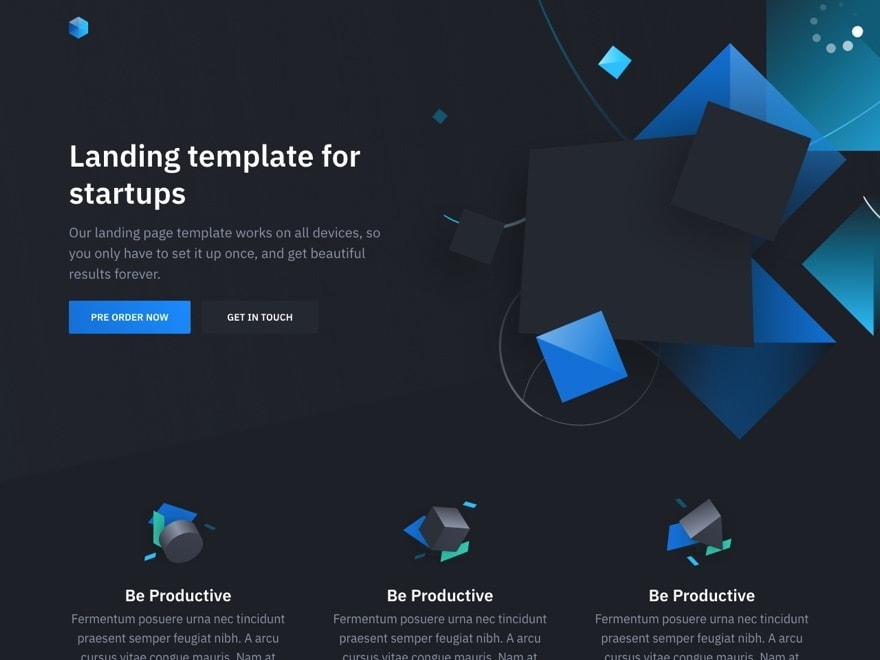 Landing template for
startups
Our landing page template works on all devices, so
you only have to set it up once, and get beautiful
results forever.
PRE ORDER NOW
GET IN TOUCH
Be Productive
Fermentum posuere urna nec tincidunt
praesent semper feugiat nibh. A arcu
cursus vitae congue mauris. Nam at
Be Productive
Fermentum posuere urna nec tincidunt
praesent semper feugiat nibh. A arcu
cursus vitae congue mauris. Nam at
Be Productive
Fermentum posuere urna nec tincidunt
praesent semper feugiat nibh. A arcu
cursus vitae congue mauris. Nam at